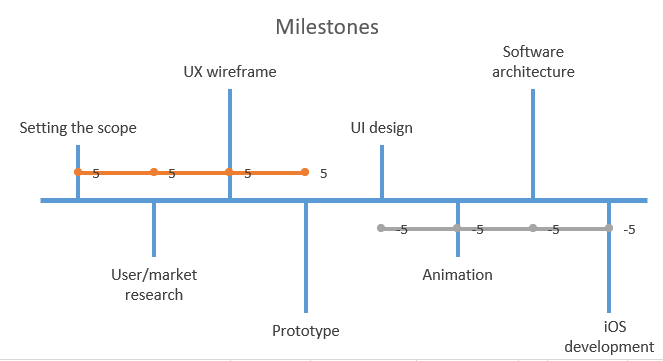 Milestones
Software
architecture
UX wireframe
Setting the scope
UI design
5
5
5
5
-5
-5
-5
-5
User/market
research
Animation
Prototype
iOS
development